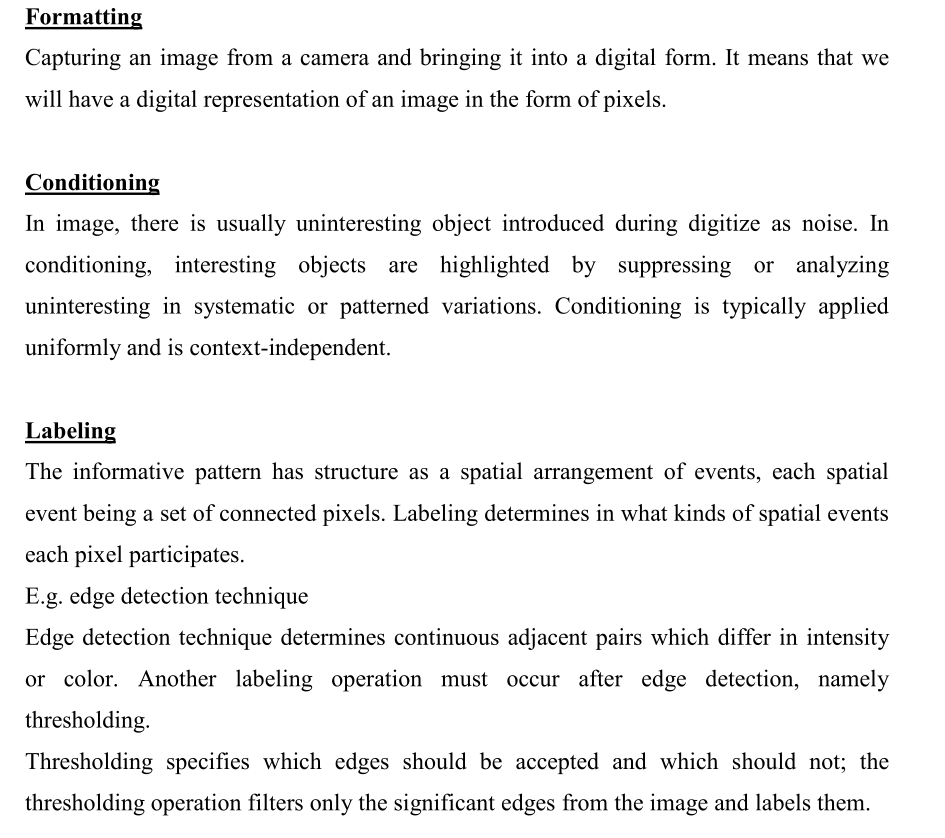 Formatting
Capturing an image from a camera and bringing it into a digital form. It means that we
will have a digital representation of an image in the form of pixels.
Conditioning
In image, there is usually uninteresting object introduced during digitize as noise. In
conditioning, interesting objects are highlighted by suppressing or analyzing
uninteresting in systematic or patterned variations. Conditioning is typically applied
uniformly and is context-independent.
Labeling
The informative pattern has structure as a spatial arrangement of events, each spatial
event being a set of connected pixels. Labeling determines in what kinds of spatial events
each pixel participates.
E.g. edge detection technique
Edge detection technique determines continuous adjacent pairs which differ in intensity
or color. Another labeling operation must occur after edge detection, namely
thresholding.
Thresholding specifies which edges should be accepted and which should not; the
thresholding operation filters only the significant edges from the image and labels them.